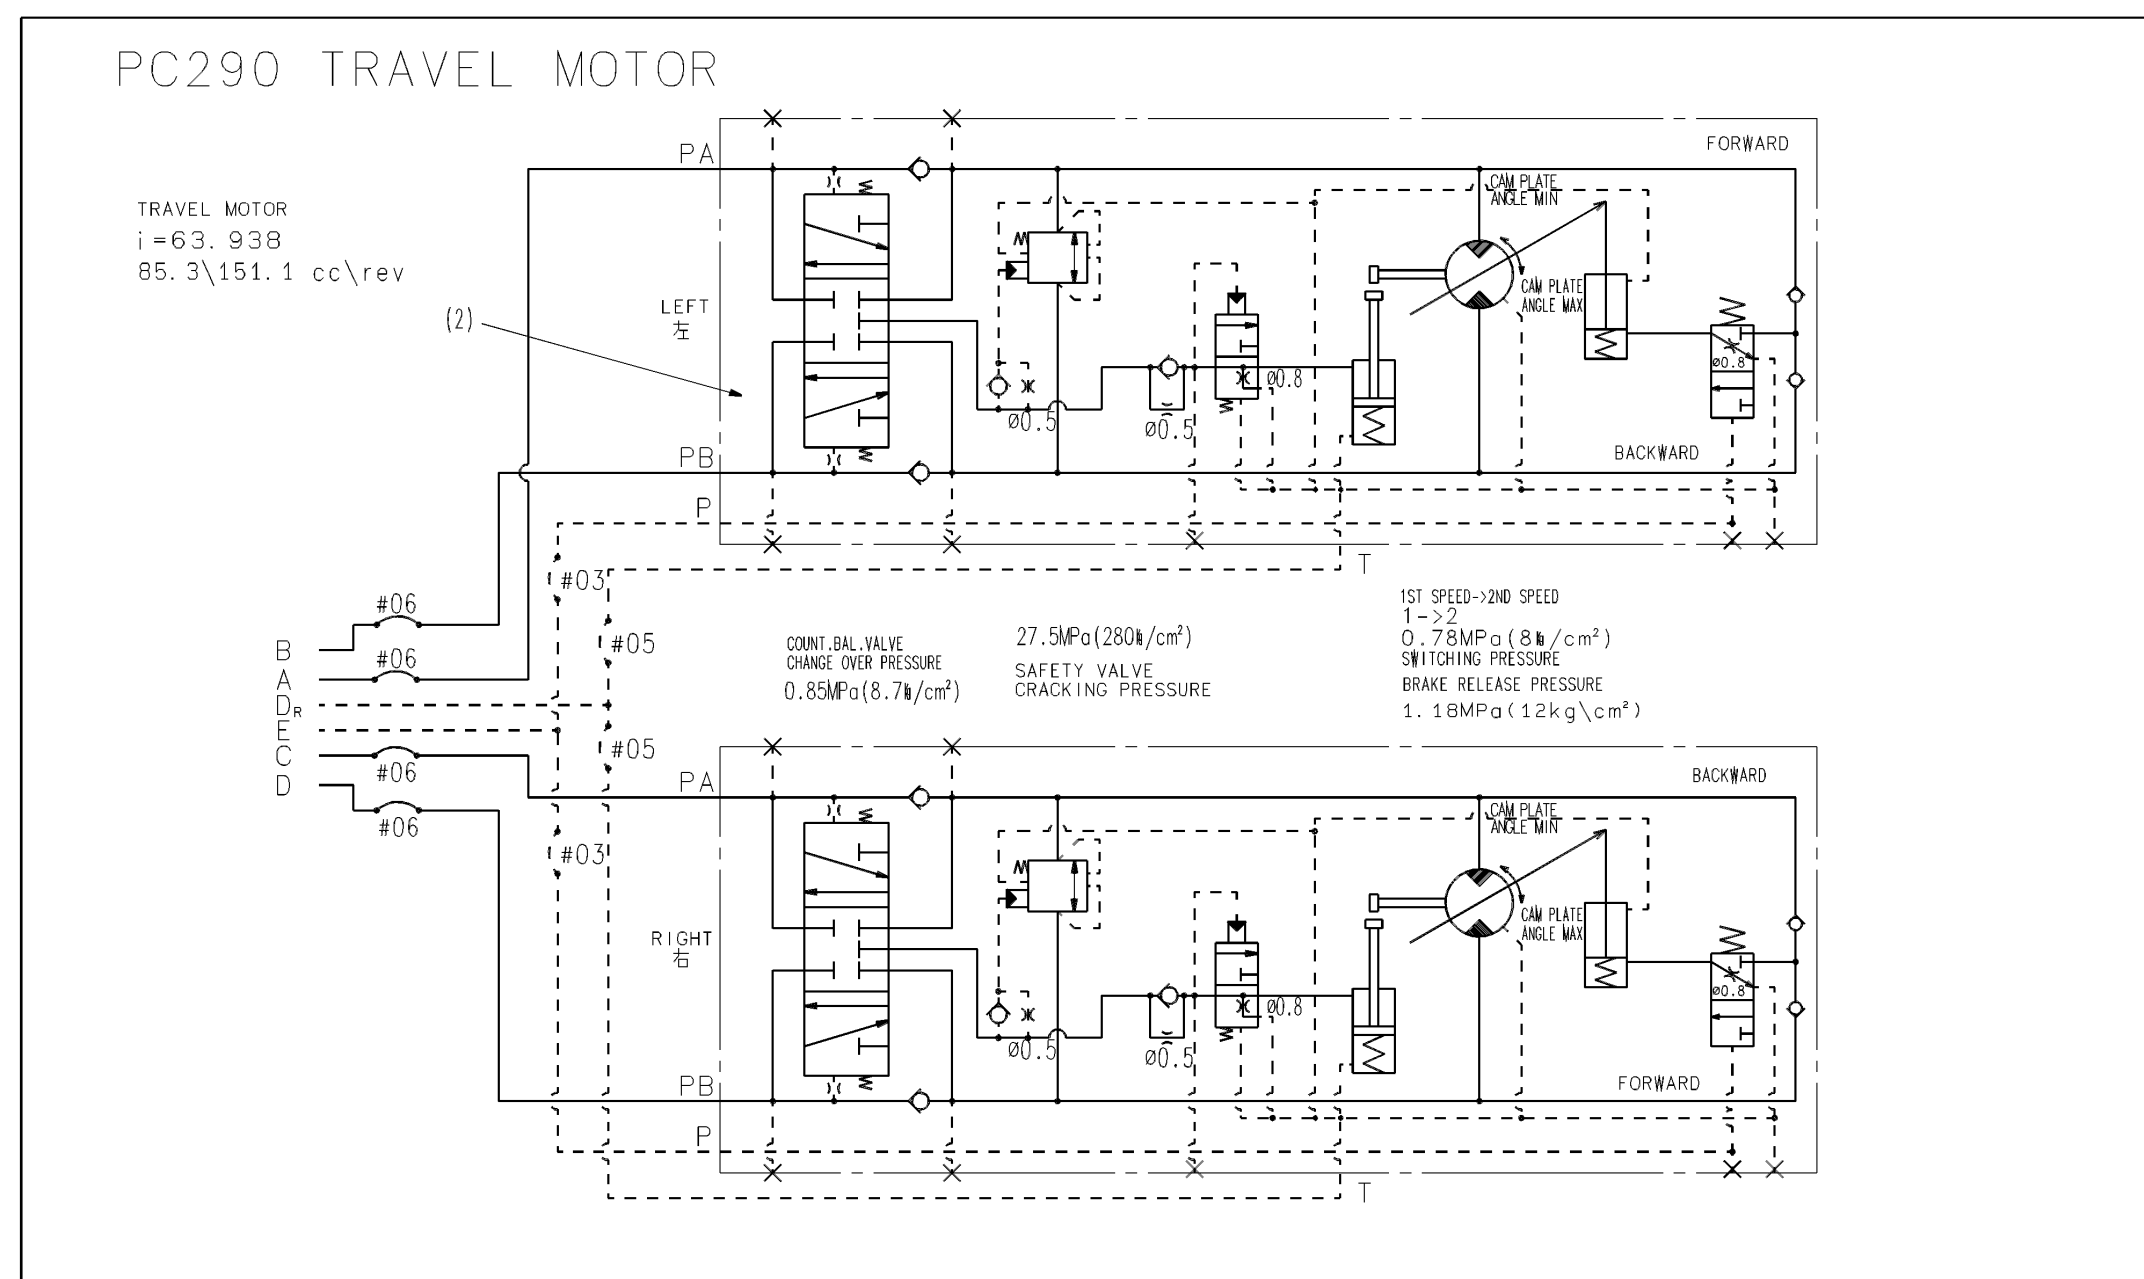 PC290 TRAVEL MOTOR
FORWARD
PA
CAM PLATE
ANGLE MIN
TRAVEL MOTOR
i=63.938
85.3\151.1 cc\rev
CAM PLATE
ANGLE MAX
LEFT
左
(2)
ø0.8
ø0.8
ø0.5
ø0.5
BACKWARD
PB
P
T
#03
#06
#05
#06
B
A
DR
E
C
D
COUNT.BAL.VALVE
CHANGE OVER PRESSURE
0.85MPa(8.7kg/cm²)
27.5MPa(280kg/cm²)
SAFETY VALVE
CRACKING PRESSURE
1ST SPEED->2ND SPEED
1->2
0.78MPa(8kg/cm²)
SWITCHING PRESSURE
BRAKE RELEASE PRESSURE
1.18MPa(12kg\cm²)
#05
#06
#06
#03
PA
BACKWARD
CAM PLATE
ANGLE MIN
CAM PLATE
ANGLE MAX
RIGHT
右
ø0.8
ø0.8
ø0.5
ø0.5
PB
FORWARD
P
T